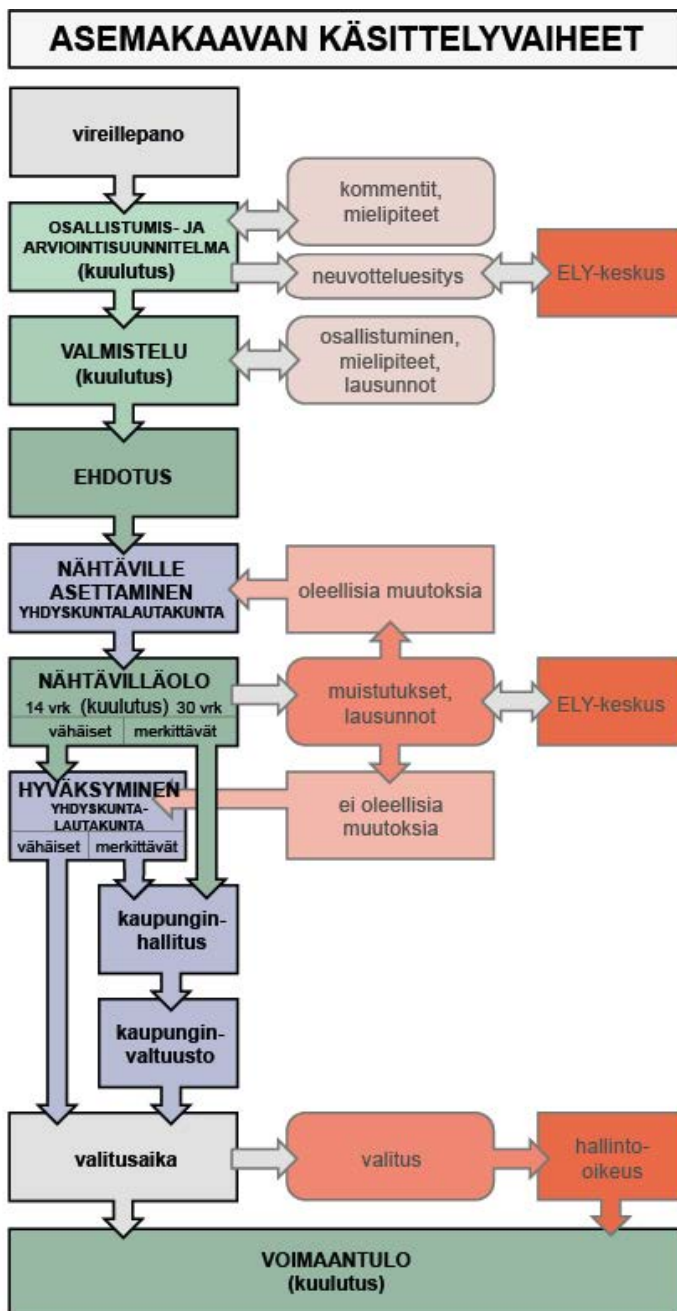 ASEMAKAAVAN KÄSITTELYVAIHEET
vireillepano
kommentit,
mielipiteet
OSALLISTUMIS- JA
ARVIOINTISUUNNITELMA
(kuulutus)
neuvotteluesitys
ELY-keskus
VALMISTELU
(kuulutus)
osallistuminen,
mielipiteet,
lausunnot
EHDOTUS
NÄHTÄVILLE
ASETTAMINEN
YHDYSKUNTALAUTAKUNTA
oleellisia muutoksia
NÄHTÄVILLÄOLO
14 vrk (kuulutus) 30 vrk
vähäiset merkittävät
muistutukset,
lausunnot
ELY-keskus
HYVÄKSYMINEN
YHDYSKUNTA-
LAUTAKUNTA
vähäiset merkittävät
ei oleellisia
muutoksia
kaupungin-
hallitus
kaupungin-
valtuusto
valitusaika
valitus
hallinto-
oikeus
VOIMAANTULO
(kuulutus)